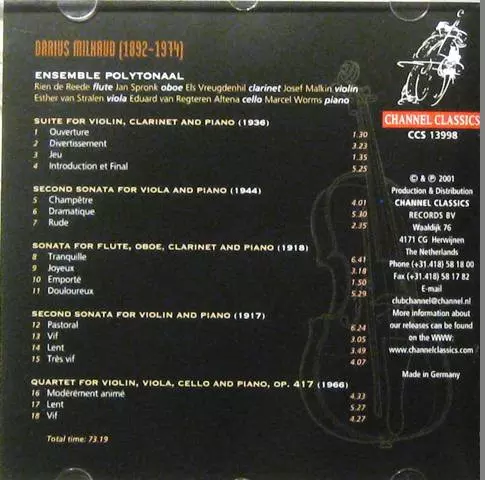 DARIUS MILHAUD (1892-1974)
ENSEMBLE POLYTONAAL
Rien de Reede flute Jan Spronk oboe Els Vreugdenhil clarinet Josef Malkin violin
Esther van Stralen viola Eduard van Regteren Altena cello Marcel Worms piano
SUITE FOR VIOLIN, CLARINET AND PIANO (1936)
1 Ouverture 1.30
2 Divertissement 3.23
3 Jeu 1.35
4 Introduction et Final 5.25
SECOND SONATA FOR VIOLA AND PIANO (1944)
5 Champêtre 4.01
6 Dramatique 5.30
7 Rude 2.35
SONATA FOR FLUTE, OBOE, CLARINET AND PIANO (1918)
8 Tranquille 6.41
9 Joyeux 3.18
10 Emporté 1.50
11 Douloureux 5.29
SECOND SONATA FOR VIOLIN AND PIANO (1917)
12 Pastoral 6.24
13 Vif 3.05
14 Lent 3.49
15 Très vif 4.07
QUARTET FOR VIOLIN, VIOLA, CELLO AND PIANO, OP. 417 (1966)
16 Modérément animé 4.33
17 Lent 5.27
18 Vif 4.27
Total time: 73.19
CHANNEL CLASSICS
CCS 13998
© & ℗ 2001
Production & Distribution
CHANNEL CLASSICS
RECORDS BV
Waaldijk 76
4171 CG Herwijnen
The Netherlands
Phone (+31.418) 58 18 00
Fax (+31.418) 58 17 82
E-mail
clubchannel@channel.nl
More information about
our releases can be found
on the WWW:
www.channelclassics.com
Made in Germany